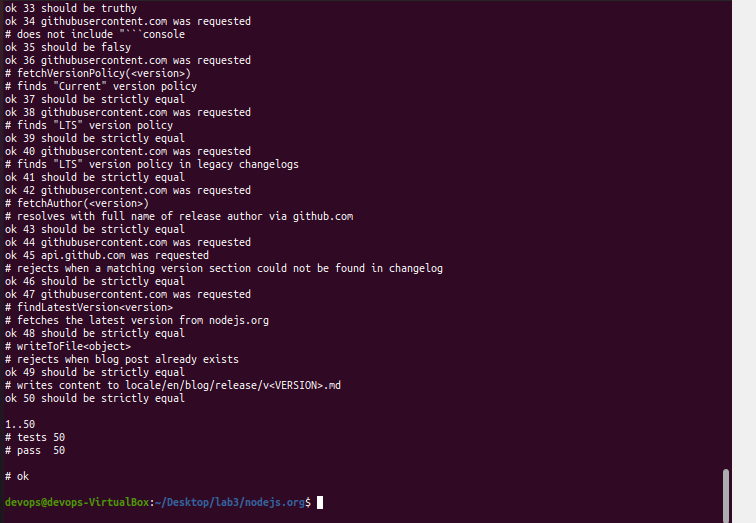 ok 33 should be truthy
ok 34 githubusercontent.com was requested
# does not include "```console
ok 35 should be falsy
ok 36 githubusercontent.com was requested
# fetchVersionPolicy(<version>)
# finds "Current" version policy
ok 37 should be strictly equal
ok 38 githubusercontent.com was requested
# finds "LTS" version policy
ok 39 should be strictly equal
ok 40 githubusercontent.com was requested
# finds "LTS" version policy in legacy changelogs
ok 41 should be strictly equal
ok 42 githubusercontent.com was requested
# fetchAuthor(<version>)
# resolves with full name of release author via github.com
ok 43 should be strictly equal
ok 44 githubusercontent.com was requested
ok 45 api.github.com was requested
# rejects when a matching version section could not be found in changelog
ok 46 should be strictly equal
ok 47 githubusercontent.com was requested
# findLatestVersion<version>
# fetches the latest version from nodejs.org
ok 48 should be strictly equal
# writeToFile<object>
# rejects when blog post already exists
ok 49 should be strictly equal
# writes content to locale/en/blog/release/v<VERSION>.md
ok 50 should be strictly equal

1..50
# tests 50
# pass  50

# ok

devops@devops-VirtualBox:~/Desktop/lab3/nodejs.org$